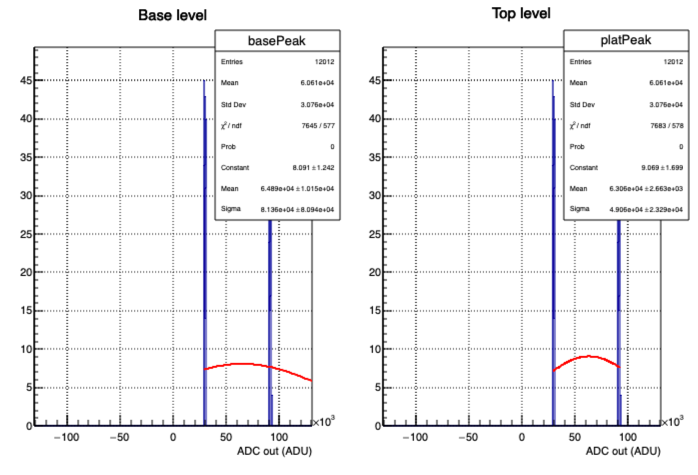 Base level
basePeak
Entries 12012
Mean 6.061e+04
Std Dev 3.076e+04
χ²/ ndf 7645 / 577
Prob 0
Constant 8.091 ±1.242
Mean 6.489e+04 ±1.015e+04
Sigma 8.136e+04 ±8.094e+04
45
40
35
30
25
20
15
10
5
0
−100 −50 0 50 100
×10³
ADC out (ADU)
Top level
platPeak
Entries 12012
Mean 6.061e+04
Std Dev 3.076e+04
χ²/ ndf 7683 / 578
Prob 0
Constant 9.069 ±1.699
Mean 6.306e+04 ±2.663e+03
Sigma 4.906e+04 ±2.329e+04
45
40
35
30
25
20
15
10
5
0
−100 −50 0 50 100
×10³
ADC out (ADU)